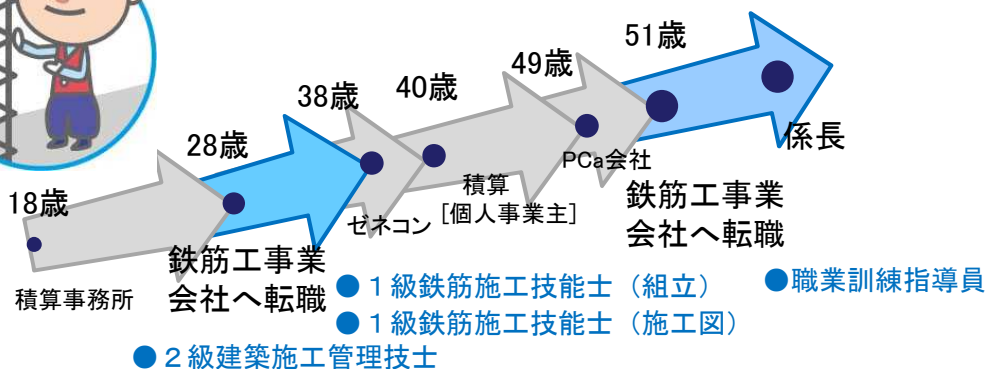 18歳
28歳
38歳
40歳
49歳
51歳
積算事務所
鉄筋工事業
会社へ転職
ゼネコン
積算
[個人事業主]
PCa会社
鉄筋工事業
会社へ転職
係長
●１級鉄筋施工技能士（組立）
●職業訓練指導員
●１級鉄筋施工技能士（施工図）
●２級建築施工管理技士